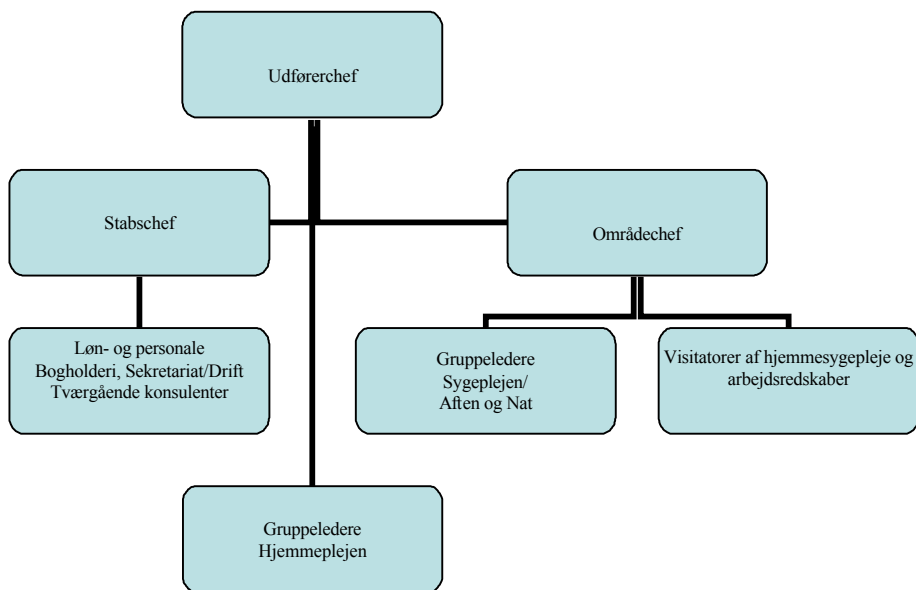 Udførerchef
Stabschef
Områdechef
Løn- og personale
Bogholderi, Sekretariat/Drift
Tværgående konsulenter
Gruppeledere
Sygeplejen/
Aften og Nat
Visitatorer af hjemmesygepleje og
arbejdsredskaber
Gruppeledere
Hjemmeplejen